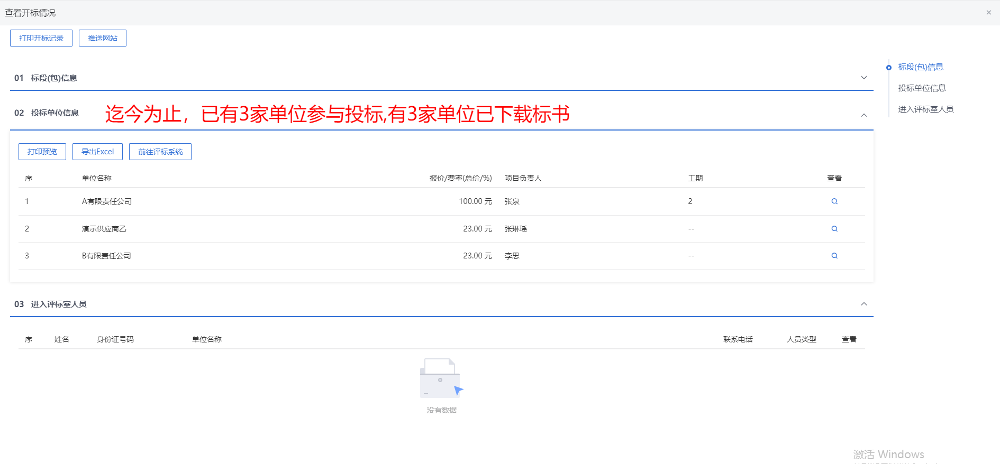 查看开标情况
×
打印开标记录 推送网站
01 标段(包)信息
标段(包)信息
投标单位信息
进入评标室人员
02 投标单位信息 迄今为止，已有3家单位参与投标,有3家单位已下载标书
打印预览 导出Excel 前往评标系统
序 单位名称 报价/费率(总价/%) 项目负责人 工期 查看
1 A有限责任公司 100.00 元 张泉 2
2 演示供应商乙 23.00 元 张琳瑶 --
3 B有限责任公司 23.00 元 李思 --
03 进入评标室人员
序 姓名 身份证号码 单位名称 联系电话 人员类型 查看
没有数据
激活 Windows